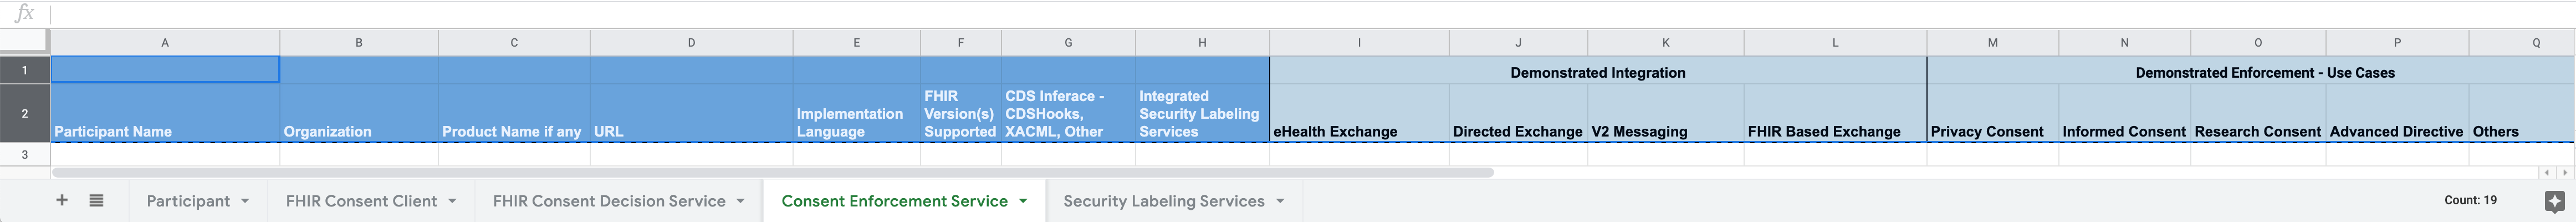 fx
A B C D E F G H I J K L M N O P Q
1 Demonstrated Integration Demonstrated Enforcement - Use Cases
2 Participant Name Organization Product Name if any URL
Implementation
Language
FHIR
Version(s)
Supported
CDS Inferace -
CDSHooks,
XACML, Other
Integrated
Security Labeling
Services
eHealth Exchange Directed Exchange V2 Messaging FHIR Based Exchange Privacy Consent Informed Consent Research Consent Advanced Directive Others
3
+ Participant FHIR Consent Client FHIR Consent Decision Service Consent Enforcement Service Security Labeling Services Count: 19